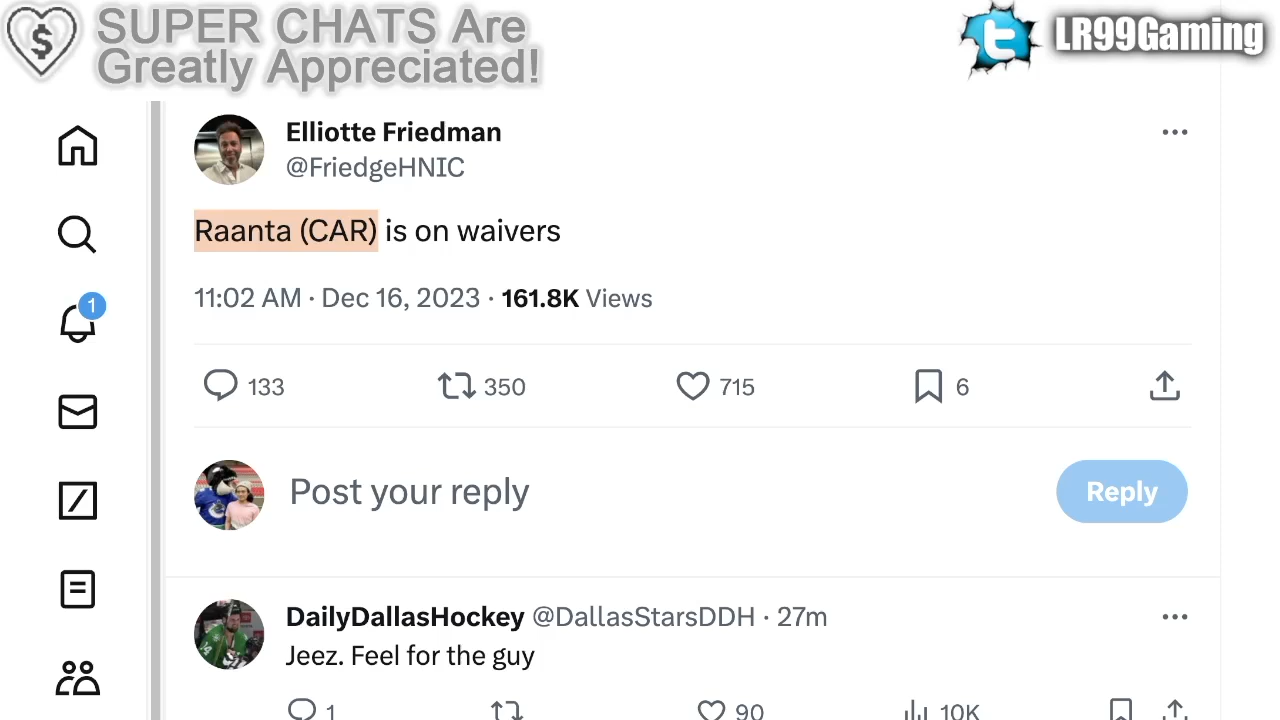 SUPER CHATS Are
Greatly Appreciated!
$
LR99Gaming
Elliotte Friedman
@FriedgeHNIC
Raanta (CAR) is on waivers
11:02 AM · Dec 16, 2023 · 161.8K Views
133 350 715 6
1
Post your reply
Reply
DailyDallasHockey @DallasStarsDDH · 27m
Jeez. Feel for the guy
1 90 10K